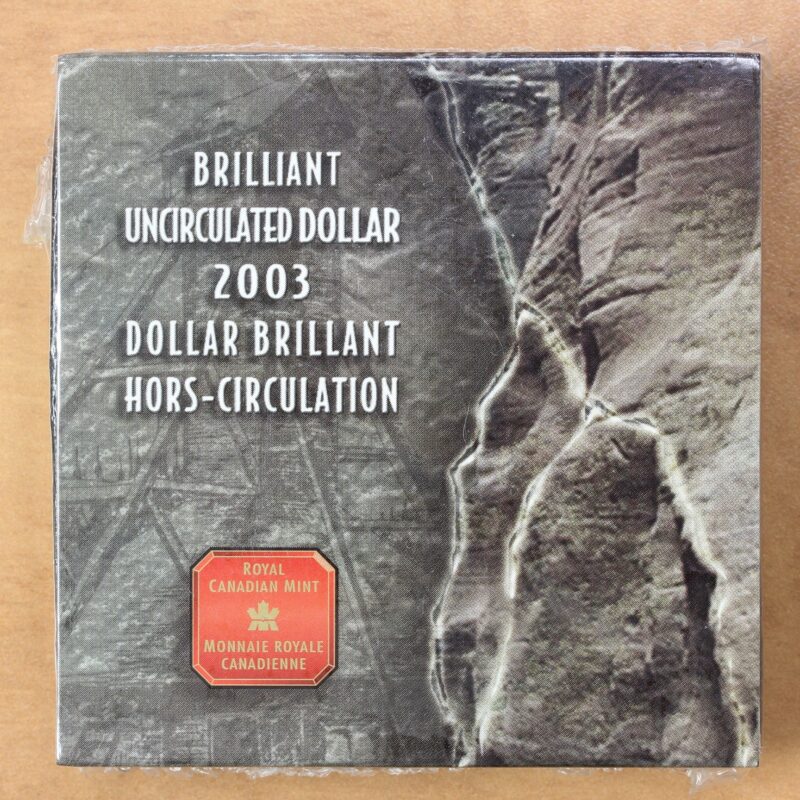 BRILLIANT
UNCIRCULATED DOLLAR
2003
DOLLAR BRILLANT
HORS-CIRCULATION
ROYAL
CANADIAN MINT
MONNAIE ROYALE
CANADIENNE